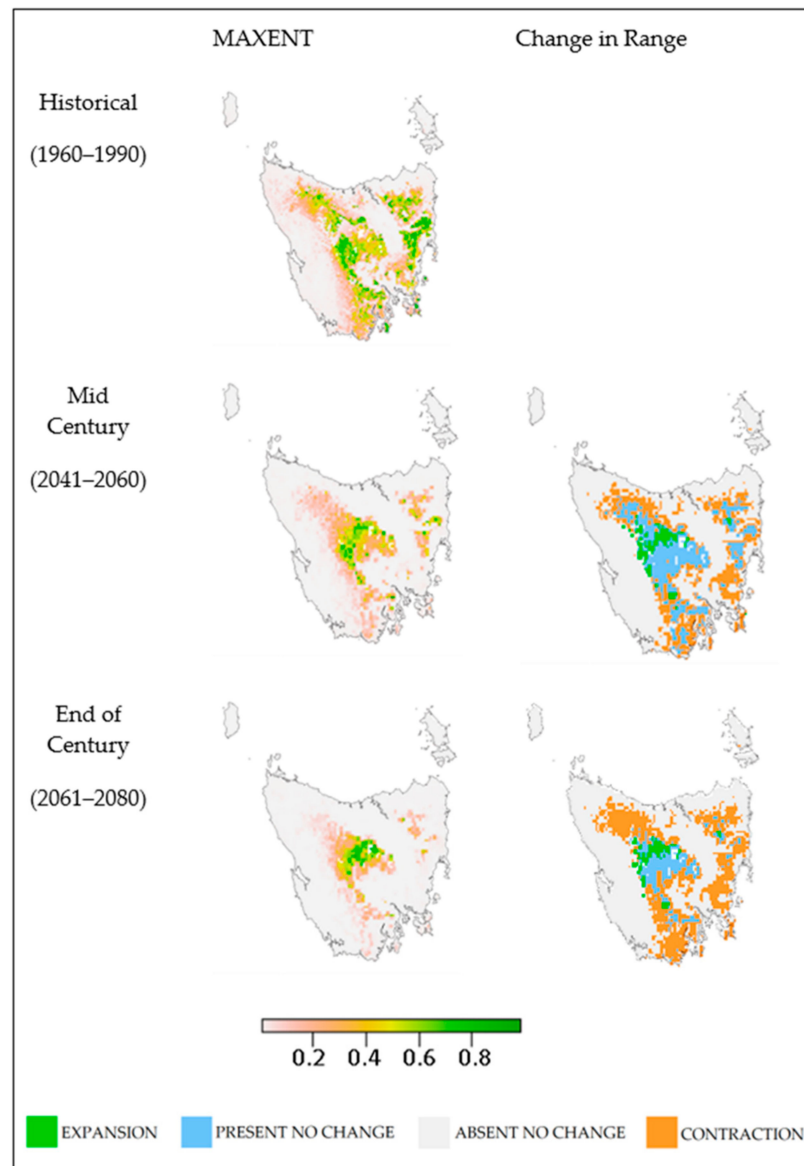 MAXENT Change in Range
Historical
(1960–1990)
Mid
Century
(2041–2060)
End of
Century
(2061–2080)
0.2 0.4 0.6 0.8
EXPANSION PRESENT NO CHANGE ABSENT NO CHANGE CONTRACTION